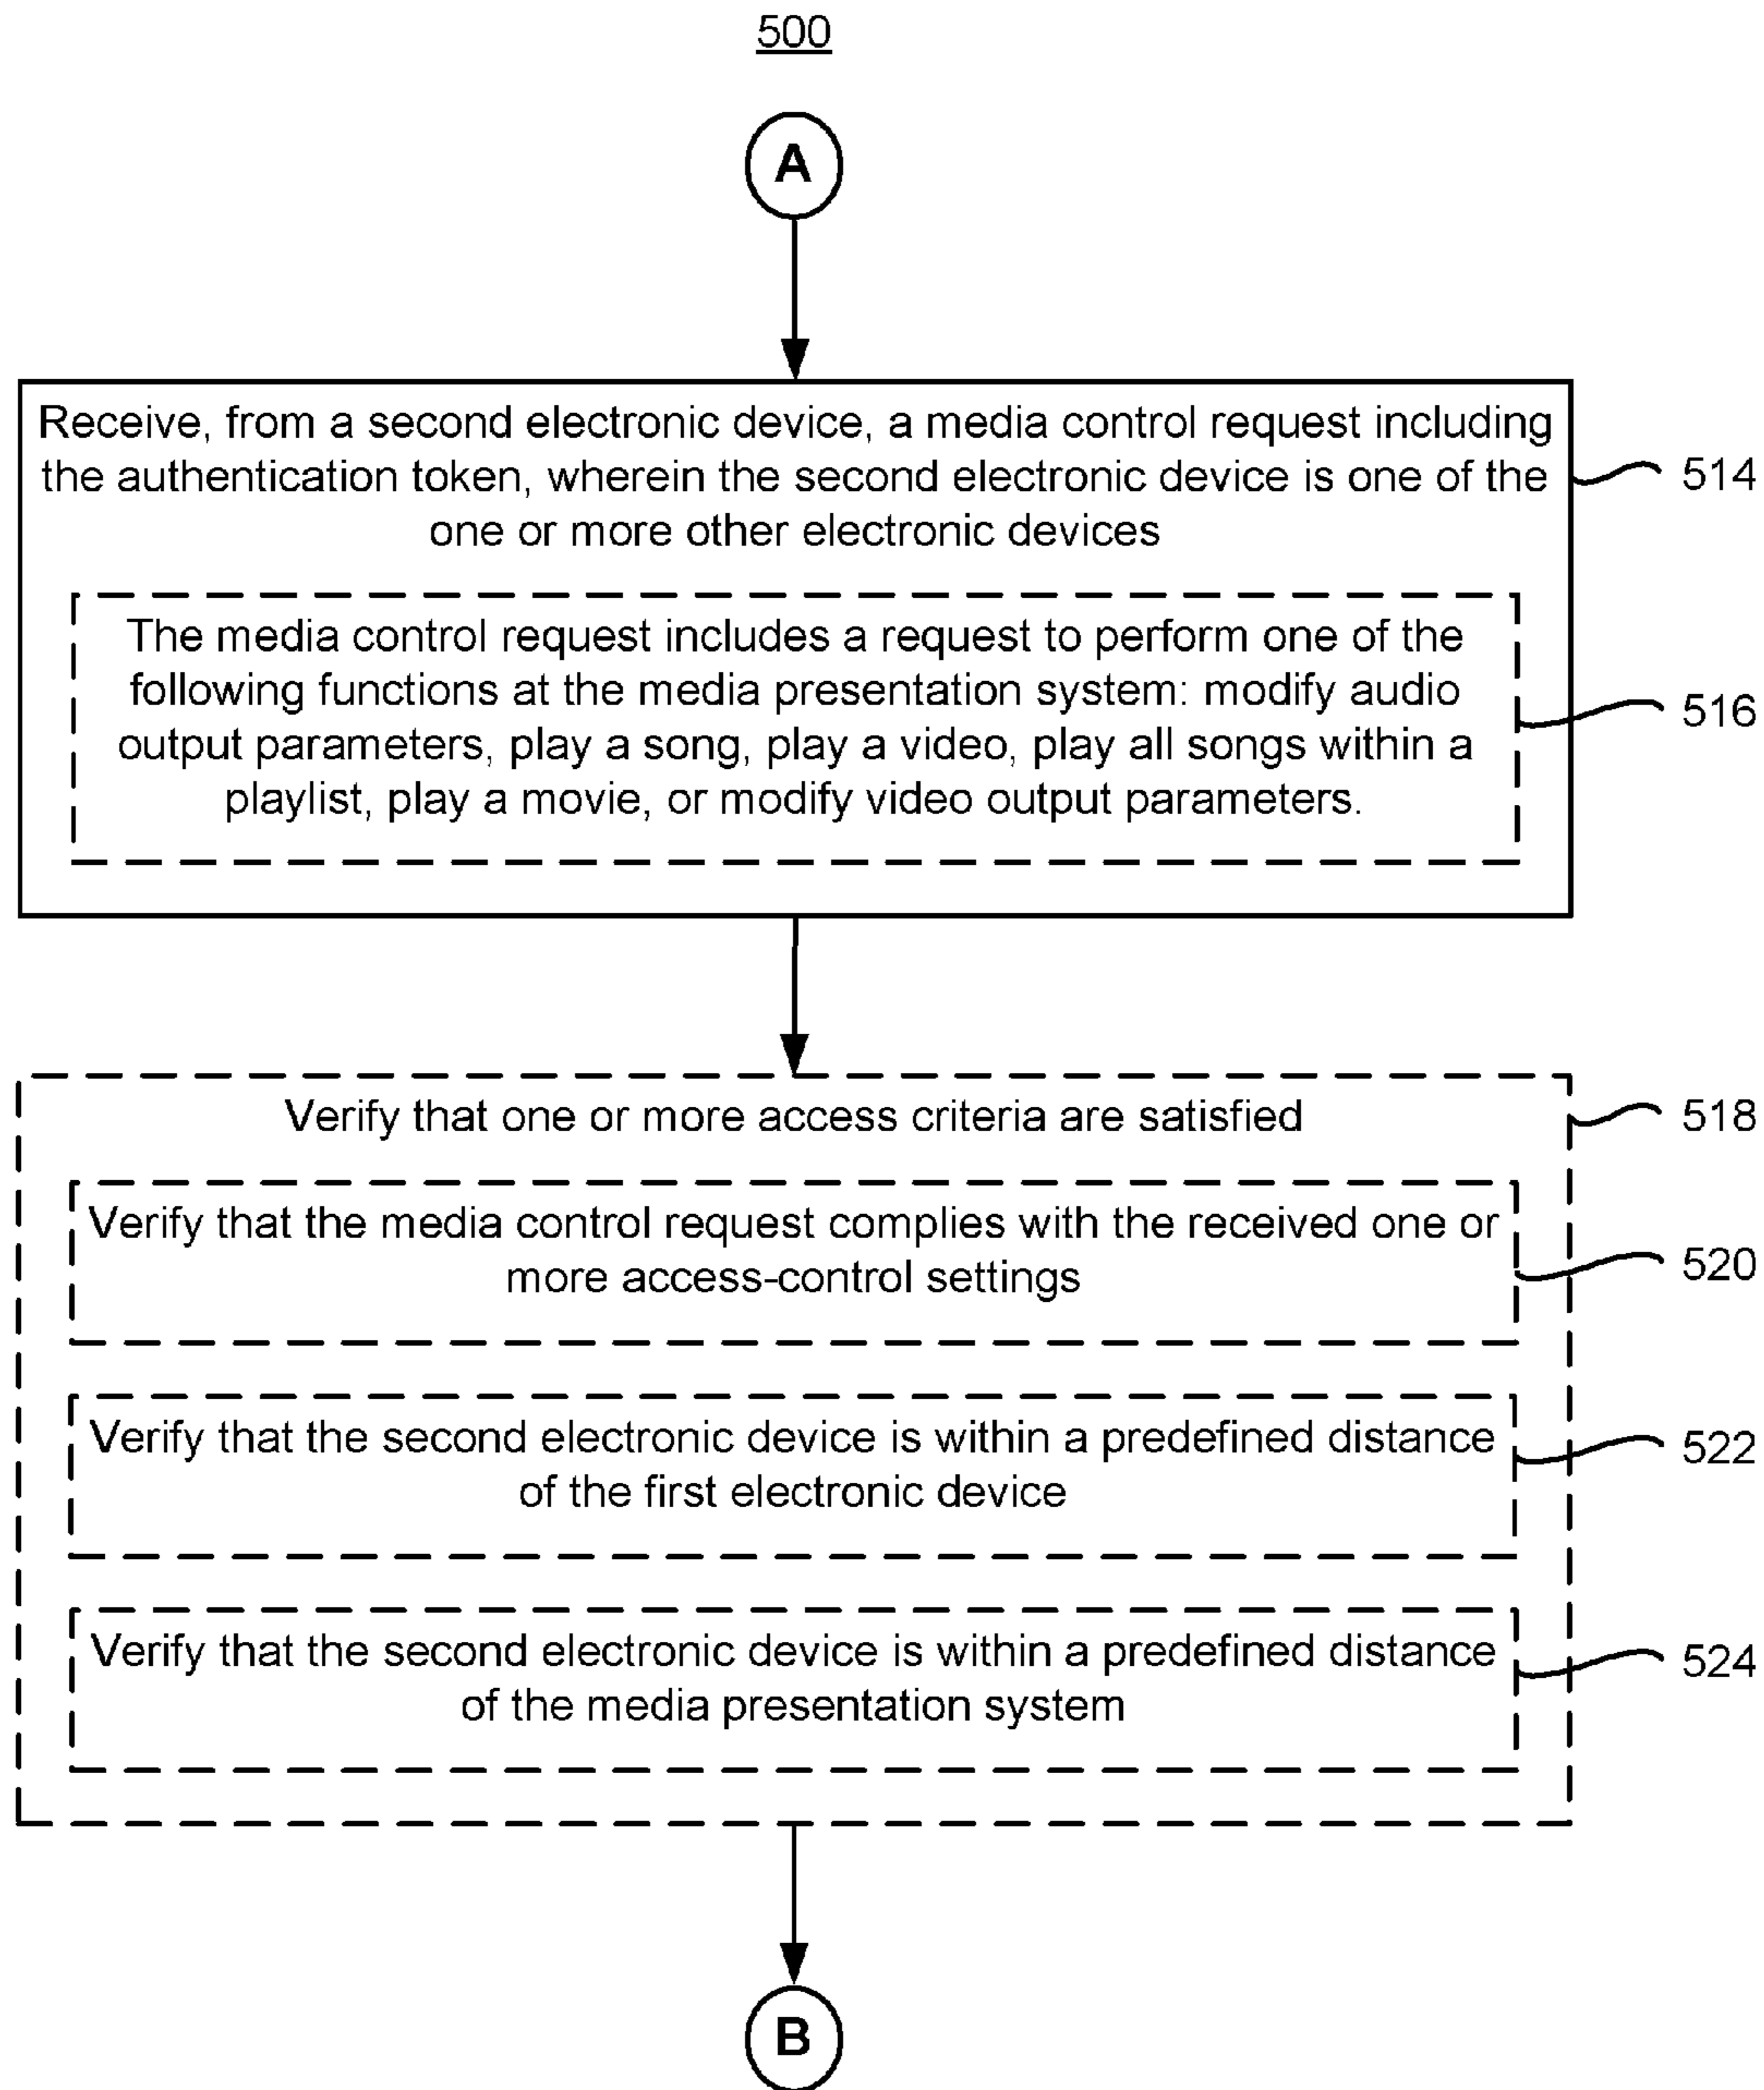 500
A
Receive, from a second electronic device, a media control request including
the authentication token, wherein the second electronic device is one of the
one or more other electronic devices
514
The media control request includes a request to perform one of the
following functions at the media presentation system: modify audio
output parameters, play a song, play a video, play all songs within a
playlist, play a movie, or modify video output parameters.
516
Verify that one or more access criteria are satisfied
518
Verify that the media control request complies with the received one or
more access-control settings
520
Verify that the second electronic device is within a predefined distance
of the first electronic device
522
Verify that the second electronic device is within a predefined distance
of the media presentation system
524
B